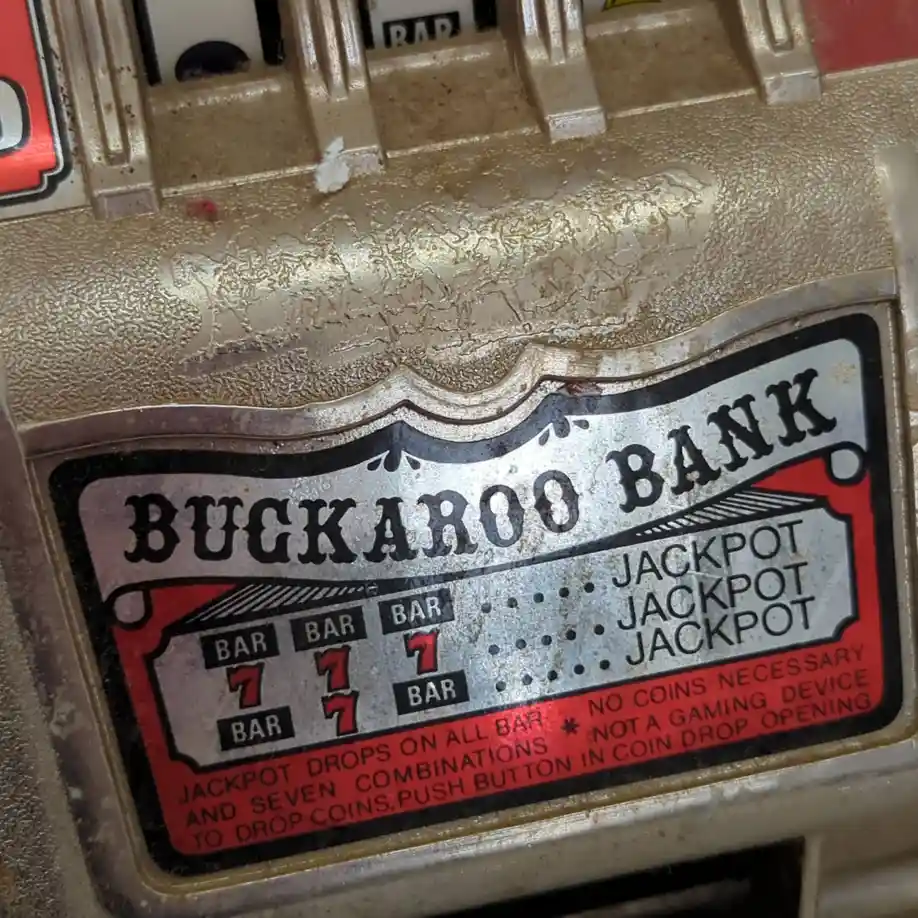 BAR
BUCKAROO BANK
BAR BAR BAR ..... JACKPOT
7 7 7 ..... JACKPOT
BAR 7 BAR ..... JACKPOT
JACKPOT DROPS ON ALL BAR * NO COINS NECESSARY
AND SEVEN COMBINATIONS NOT A GAMING DEVICE
TO DROP COINS, PUSH BUTTON IN COIN DROP OPENING